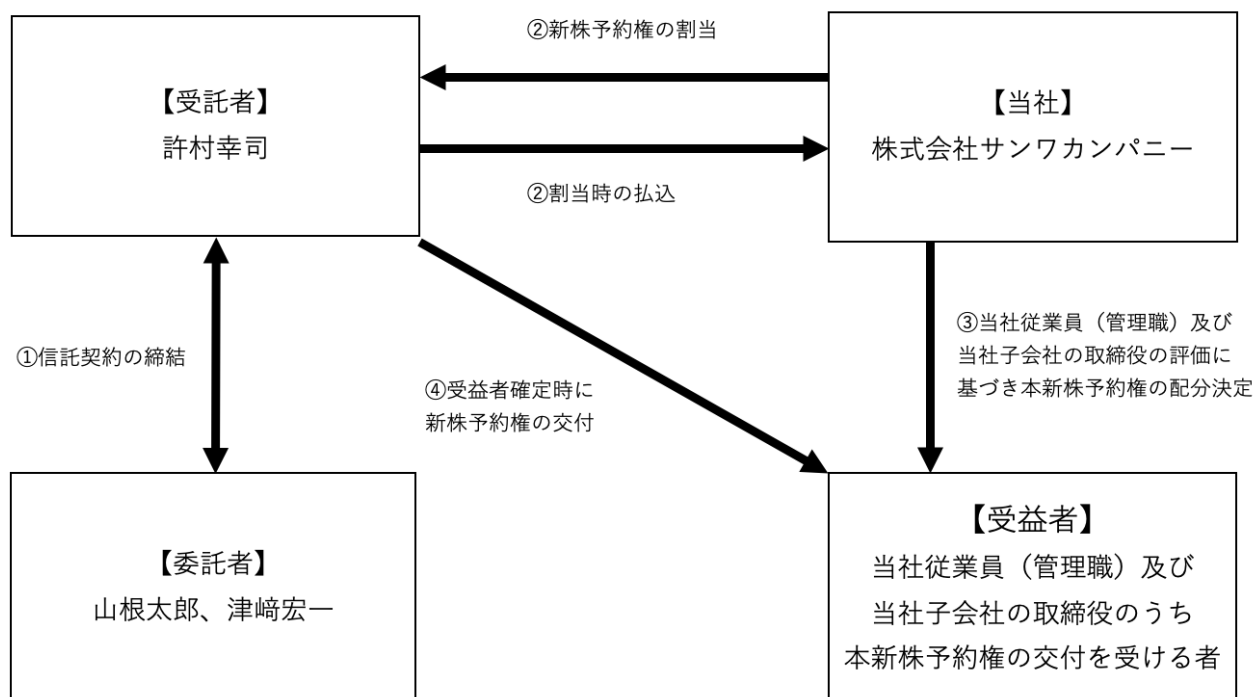 ②新株予約権の割当
【受託者】
許村幸司
【当社】
株式会社サンワカンパニー
②割当時の払込
①信託契約の締結
③当社従業員（管理職）及び
当社子会社の取締役の評価に
基づき本新株予約権の配分決定
④受益者確定時に
新株予約権の交付
【委託者】
山根太郎、津﨑宏一
【受益者】
当社従業員（管理職）及び
当社子会社の取締役のうち
本新株予約権の交付を受ける者